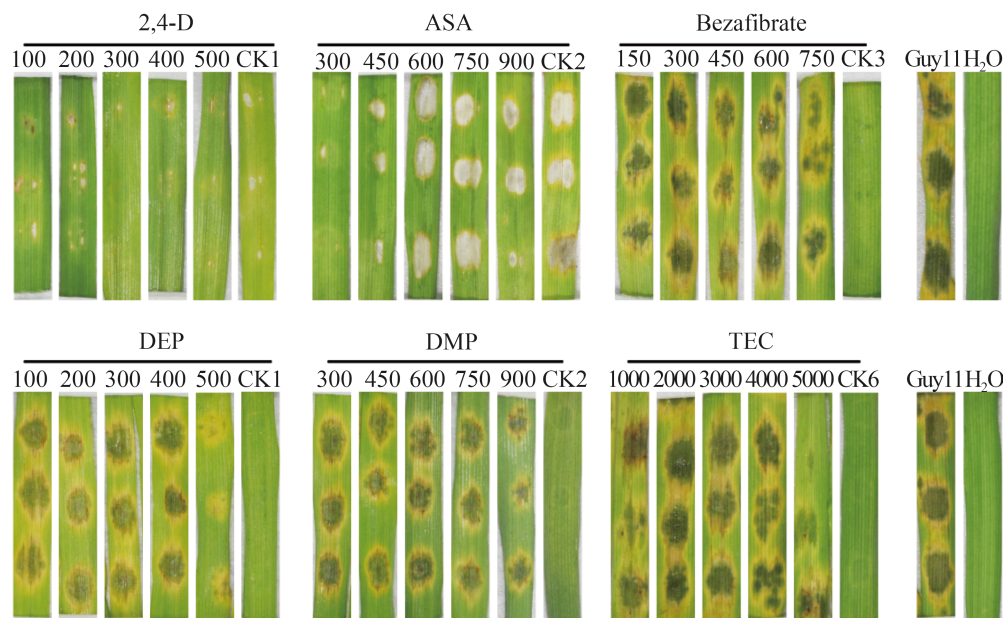 2,4-D ASA Bezafibrate
100 200 300 400 500 CK1 300 450 600 750 900 CK2 150 300 450 600 750 CK3 Guy11 H₂O
DEP DMP TEC
100 200 300 400 500 CK1 300 450 600 750 900 CK2 1000 2000 3000 4000 5000 CK6 Guy11 H₂O